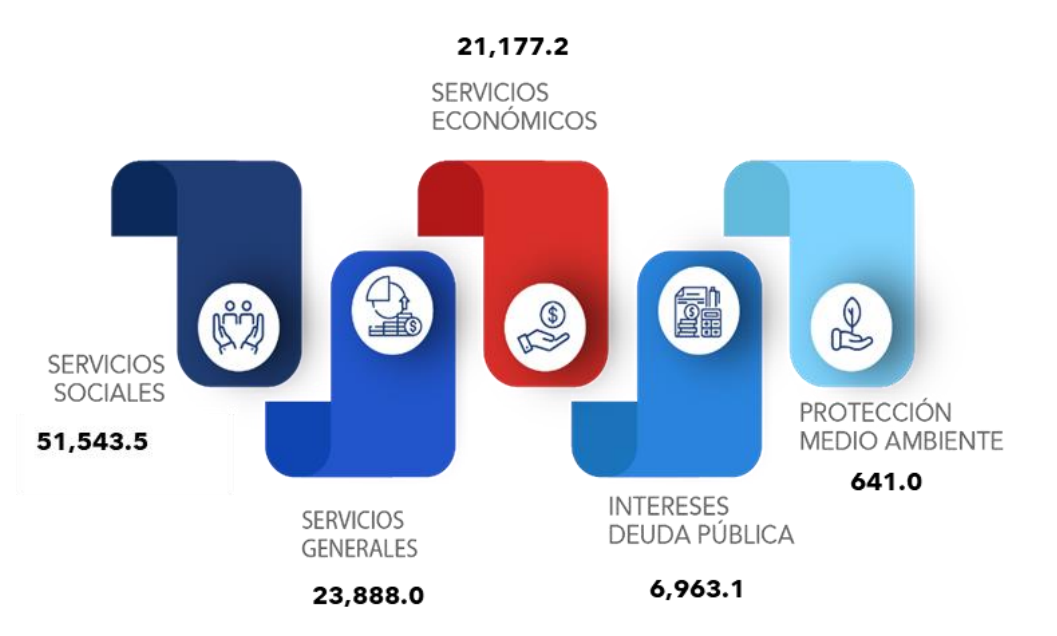 SERVICIOS
SOCIALES
51,543.5
SERVICIOS
GENERALES
23,888.0
21,177.2
SERVICIOS
ECONÓMICOS
INTERESES
DEUDA PÚBLICA
6,963.1
PROTECCIÓN
MEDIO AMBIENTE
641.0